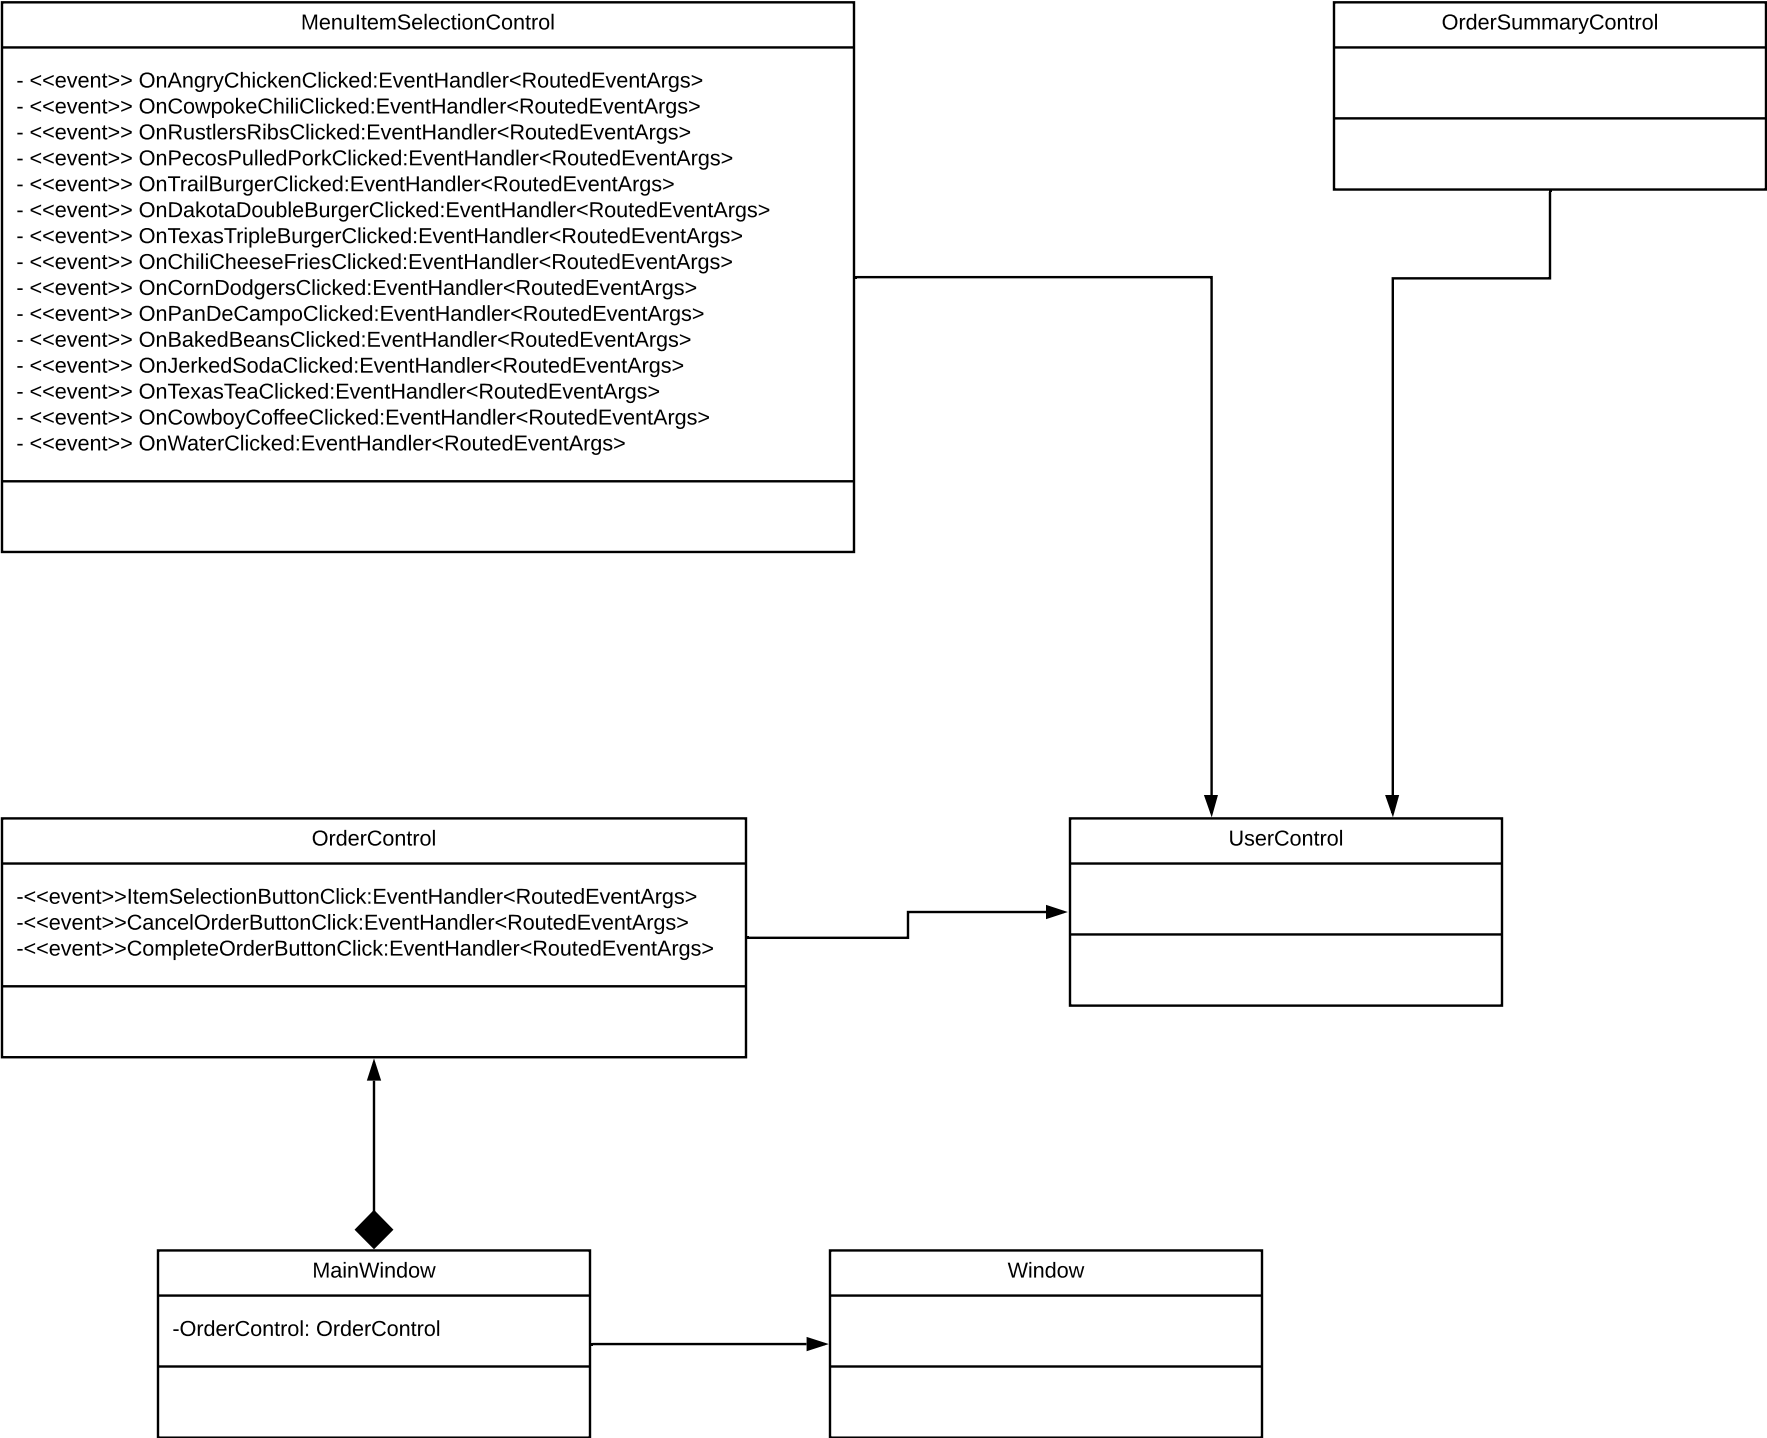 MenuItemSelectionControl
- <<event>> OnAngryChickenClicked:EventHandler<RoutedEventArgs>
- <<event>> OnCowpokeChiliClicked:EventHandler<RoutedEventArgs>
- <<event>> OnRustlersRibsClicked:EventHandler<RoutedEventArgs>
- <<event>> OnPecosPulledPorkClicked:EventHandler<RoutedEventArgs>
- <<event>> OnTrailBurgerClicked:EventHandler<RoutedEventArgs>
- <<event>> OnDakotaDoubleBurgerClicked:EventHandler<RoutedEventArgs>
- <<event>> OnTexasTripleBurgerClicked:EventHandler<RoutedEventArgs>
- <<event>> OnChiliCheeseFriesClicked:EventHandler<RoutedEventArgs>
- <<event>> OnCornDodgersClicked:EventHandler<RoutedEventArgs>
- <<event>> OnPanDeCampoClicked:EventHandler<RoutedEventArgs>
- <<event>> OnBakedBeansClicked:EventHandler<RoutedEventArgs>
- <<event>> OnJerkedSodaClicked:EventHandler<RoutedEventArgs>
- <<event>> OnTexasTeaClicked:EventHandler<RoutedEventArgs>
- <<event>> OnCowboyCoffeeClicked:EventHandler<RoutedEventArgs>
- <<event>> OnWaterClicked:EventHandler<RoutedEventArgs>
OrderSummaryControl
OrderControl
-<<event>>ItemSelectionButtonClick:EventHandler<RoutedEventArgs>
-<<event>>CancelOrderButtonClick:EventHandler<RoutedEventArgs>
-<<event>>CompleteOrderButtonClick:EventHandler<RoutedEventArgs>
UserControl
MainWindow
-OrderControl: OrderControl
Window